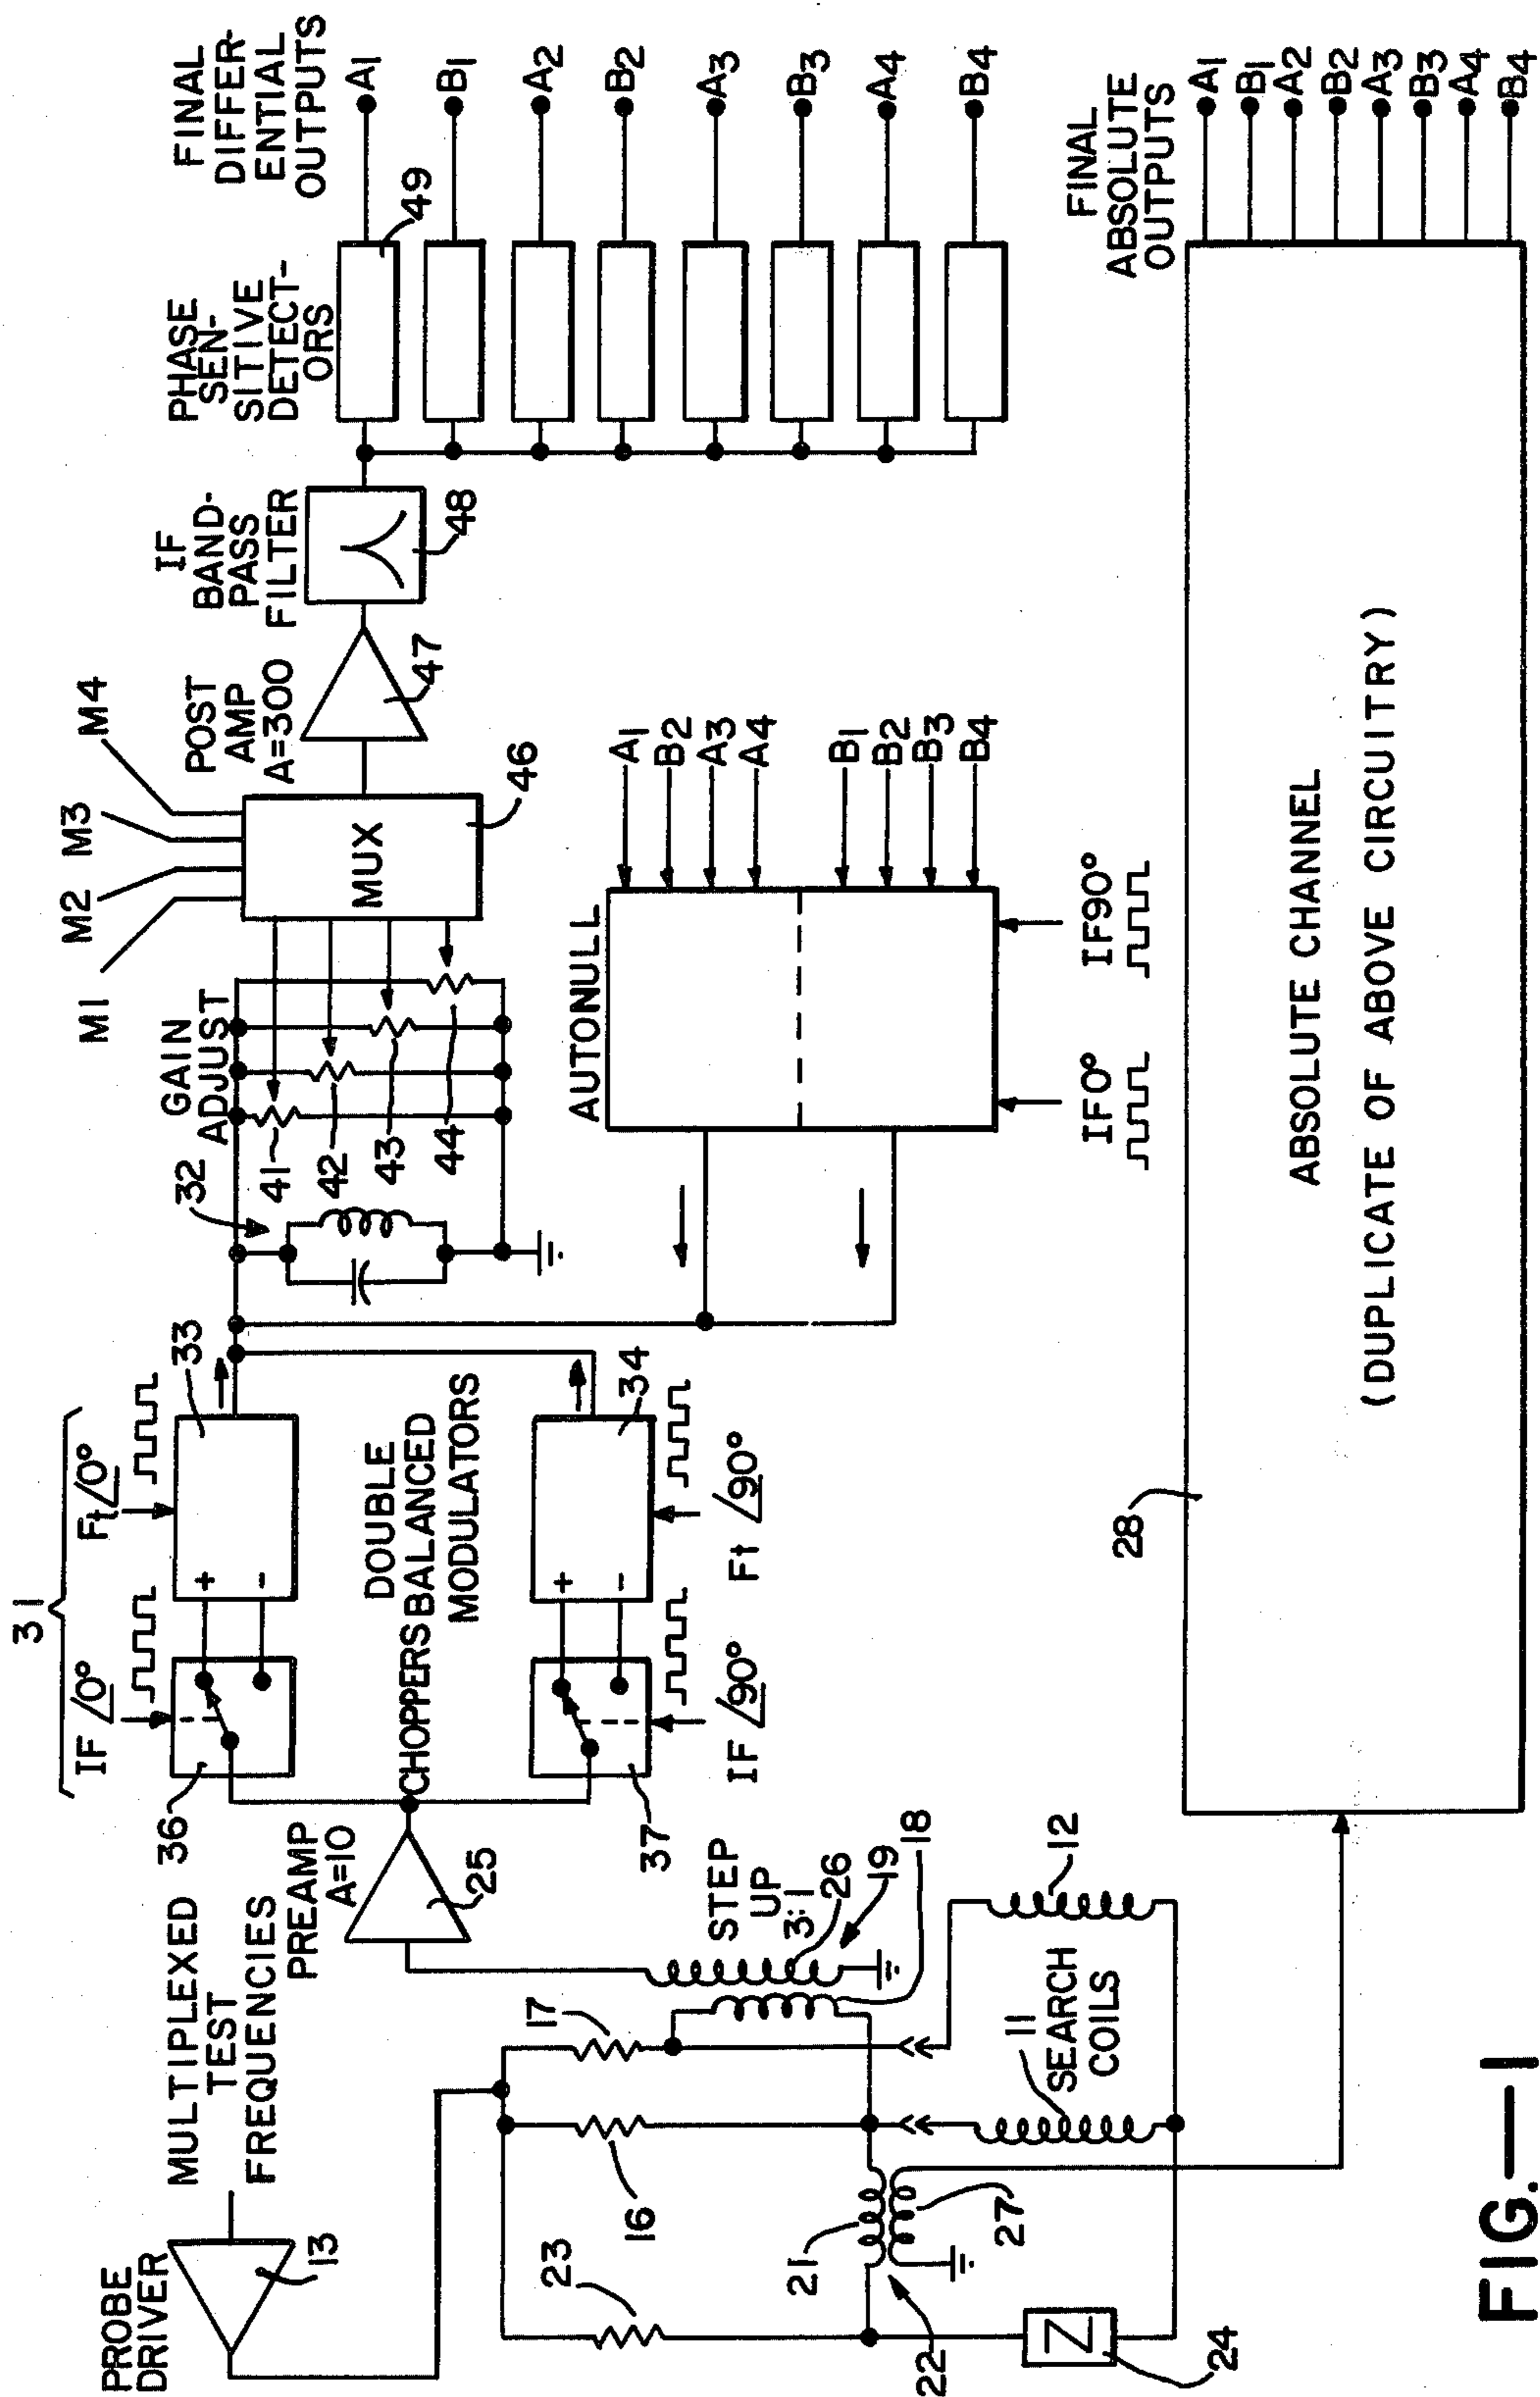 PROBE
DRIVER
13
MULTIPLEXED
TEST
FREQUENCIES
PREAMP
A=10
25
31
IF /0°
Ft /0°
36
33
CHOPPERS
DOUBLE
BALANCED
MODULATORS
37
34
IF /90°
Ft /90°
32
GAIN
ADJUST
41
42
43
44
M1
M2
M3
M4
MUX
46
POST
AMP
A=300
47
IF
BAND-
PASS
FILTER
48
PHASE
SEN-
SITIVE
DETECT-
ORS
49
FINAL
DIFFER-
ENTIAL
OUTPUTS
A1
B1
A2
B2
A3
B3
A4
B4
AUTONULL
A1
B2
A3
A4
B1
B2
B3
B4
IF0°
IF90°
23
16
17
STEP
UP
3:1
26
19
18
21
27
22
24
11
SEARCH
COILS
12
28
ABSOLUTE CHANNEL
(DUPLICATE OF ABOVE CIRCUITRY)
FINAL
ABSOLUTE
OUTPUTS
A1
B1
A2
B2
A3
B3
A4
B4
FIG.—1